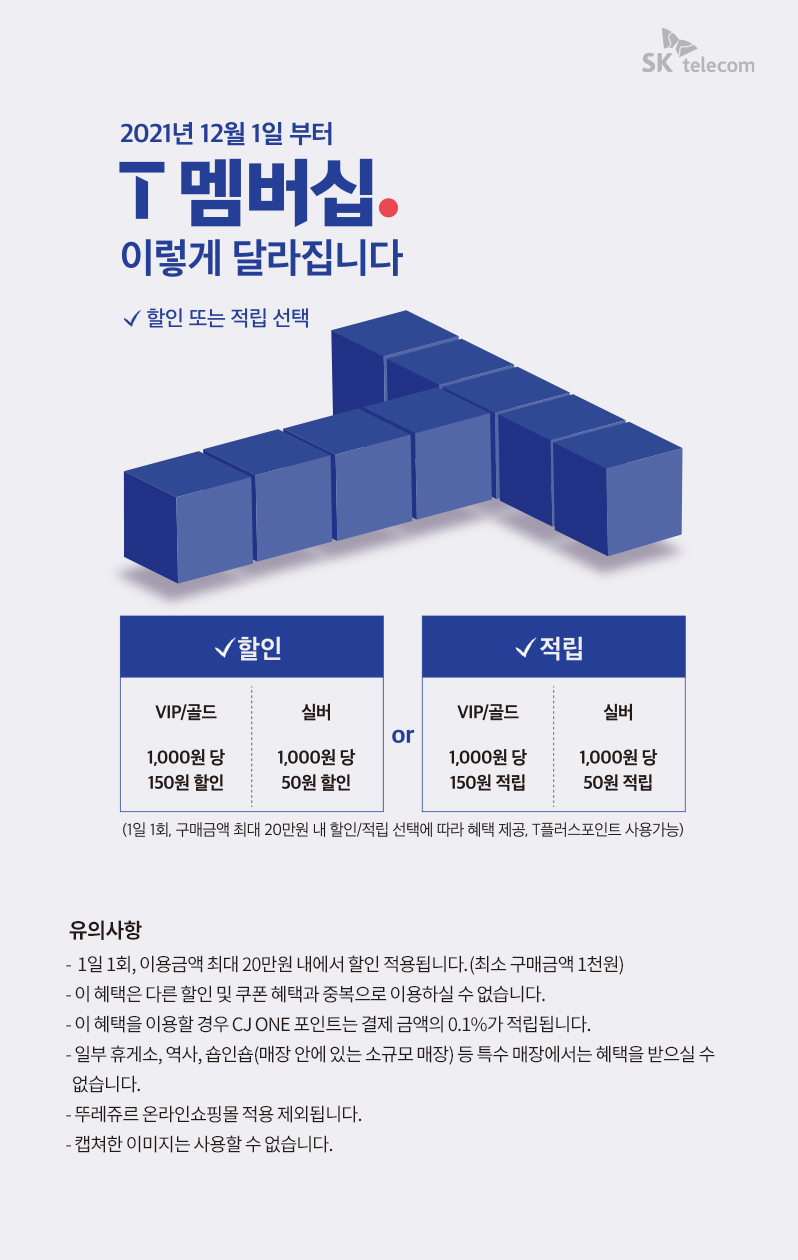 SK telecom
2021년 12월 1일 부터
T 멤버십.
이렇게 달라집니다
✓ 할인 또는 적립 선택
✓할인
✓적립
VIP/골드
실버
1,000원 당
150원 할인
1,000원 당
50원 할인
or
VIP/골드
실버
1,000원 당
150원 적립
1,000원 당
50원 적립
(1일 1회, 구매금액 최대 20만원 내 할인/적립 선택에 따라 혜택 제공, T플러스포인트 사용가능)
유의사항
- 1일 1회, 이용금액 최대 20만원 내에서 할인 적용됩니다.(최소 구매금액 1천원)
- 이 혜택은 다른 할인 및 쿠폰 혜택과 중복으로 이용하실 수 없습니다.
- 이 혜택을 이용할 경우 CJ ONE 포인트는 결제 금액의 0.1%가 적립됩니다.
- 일부 휴게소, 역사, 숍인숍(매장 안에 있는 소규모 매장) 등 특수 매장에서는 혜택을 받으실 수
없습니다.
- 뚜레쥬르 온라인쇼핑몰 적용 제외됩니다.
- 캡쳐한 이미지는 사용할 수 없습니다.